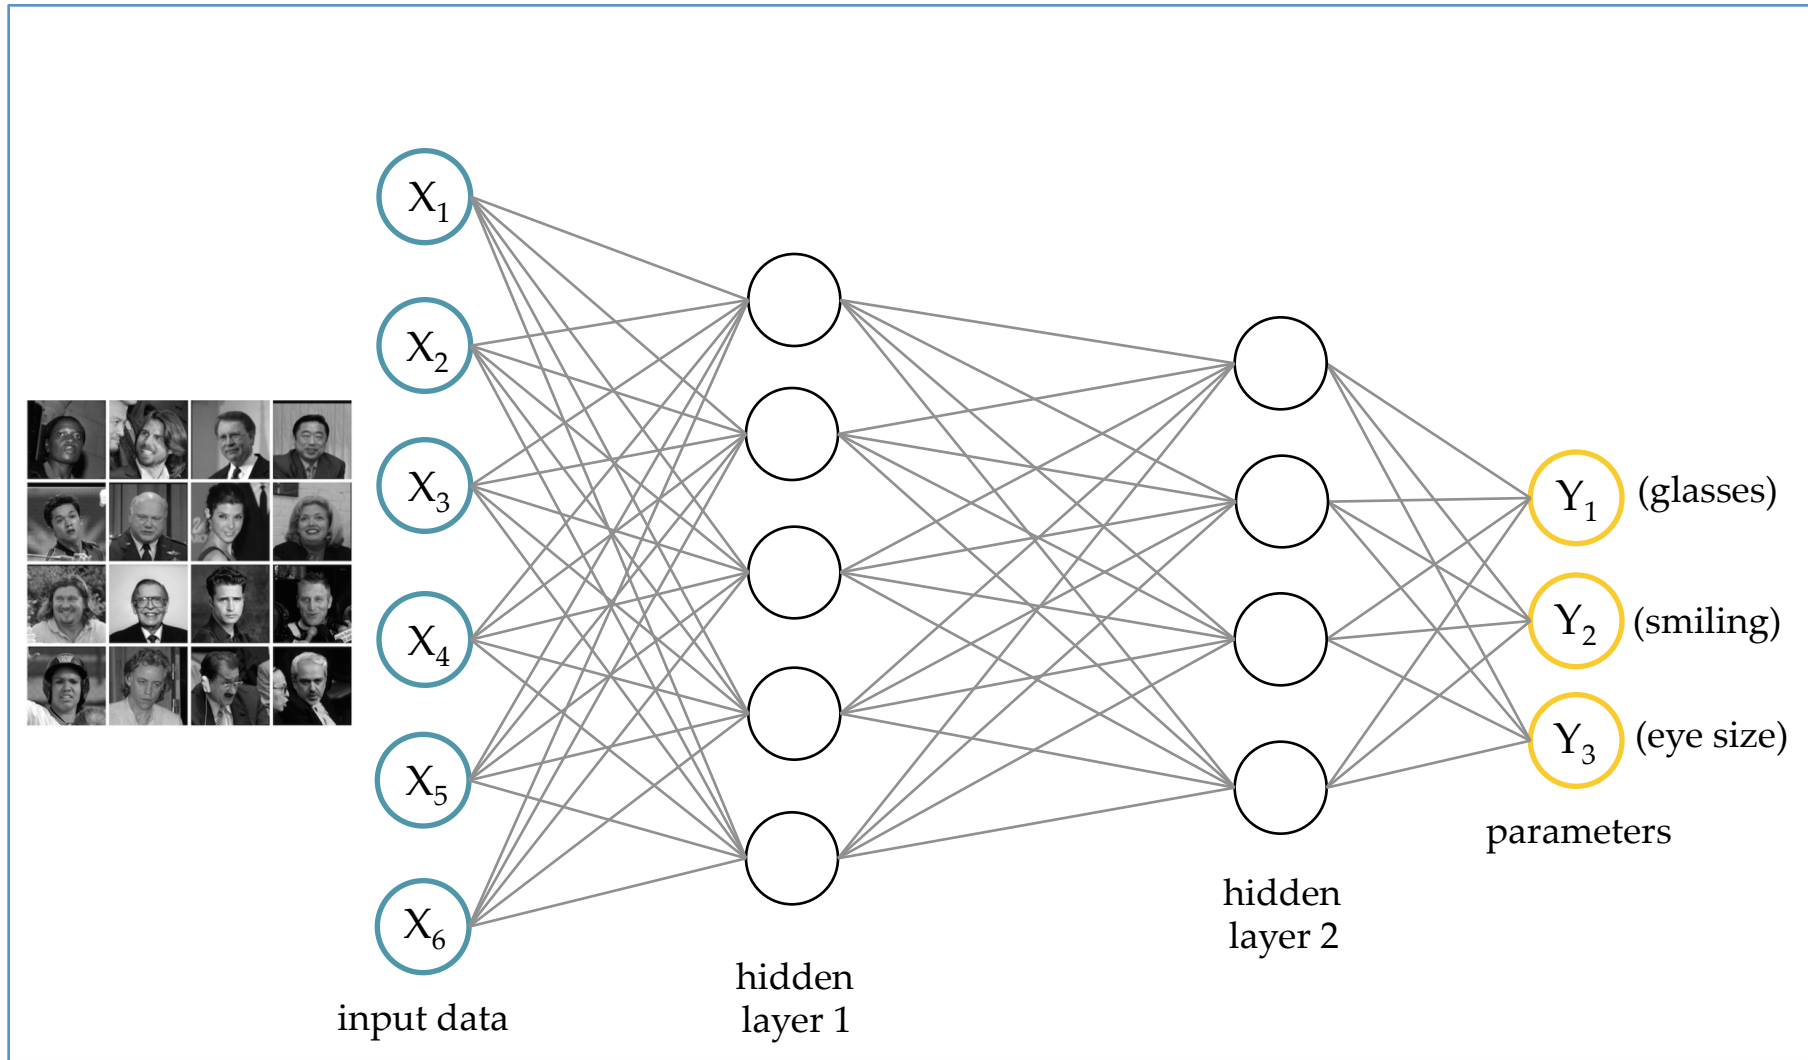 X₁
X₂
X₃
X₄
X₅
X₆
input data
hidden
layer 1
hidden
layer 2
Y₁ (glasses)
Y₂ (smiling)
Y₃ (eye size)
parameters